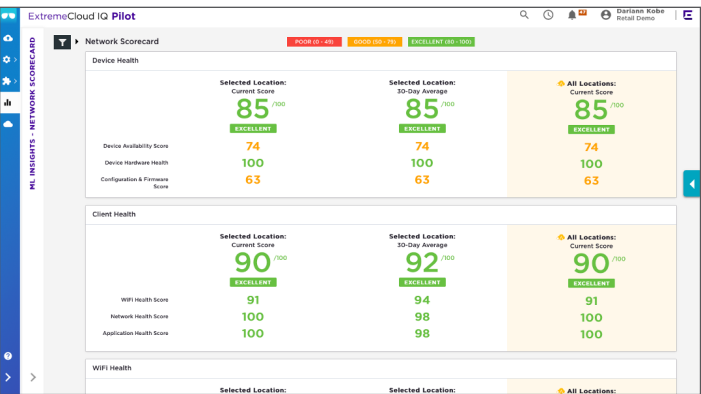 ExtremeCloud IQ Pilot
47
Dariann Kobe
Retail Demo
ML INSIGHTS - NETWORK SCORECARD
Network Scorecard
POOR (0 - 49)
GOOD (50 - 79)
EXCELLENT (80 - 100)
Device Health
Selected Location:
Current Score
85 /100
EXCELLENT
Selected Location:
30-Day Average
85 /100
EXCELLENT
All Locations:
Current Score
85 /100
EXCELLENT
Device Availability Score 74 74 74
Device Hardware Health 100 100 100
Configuration & Firmware
Score 63 63 63
Client Health
Selected Location:
Current Score
90 /100
EXCELLENT
Selected Location:
30-Day Average
92 /100
EXCELLENT
All Locations:
Current Score
90 /100
EXCELLENT
WiFi Health Score 91 94 91
Network Health Score 100 98 100
Application Health Score 100 98 100
WiFi Health
Selected Location: Selected Location: All Locations: